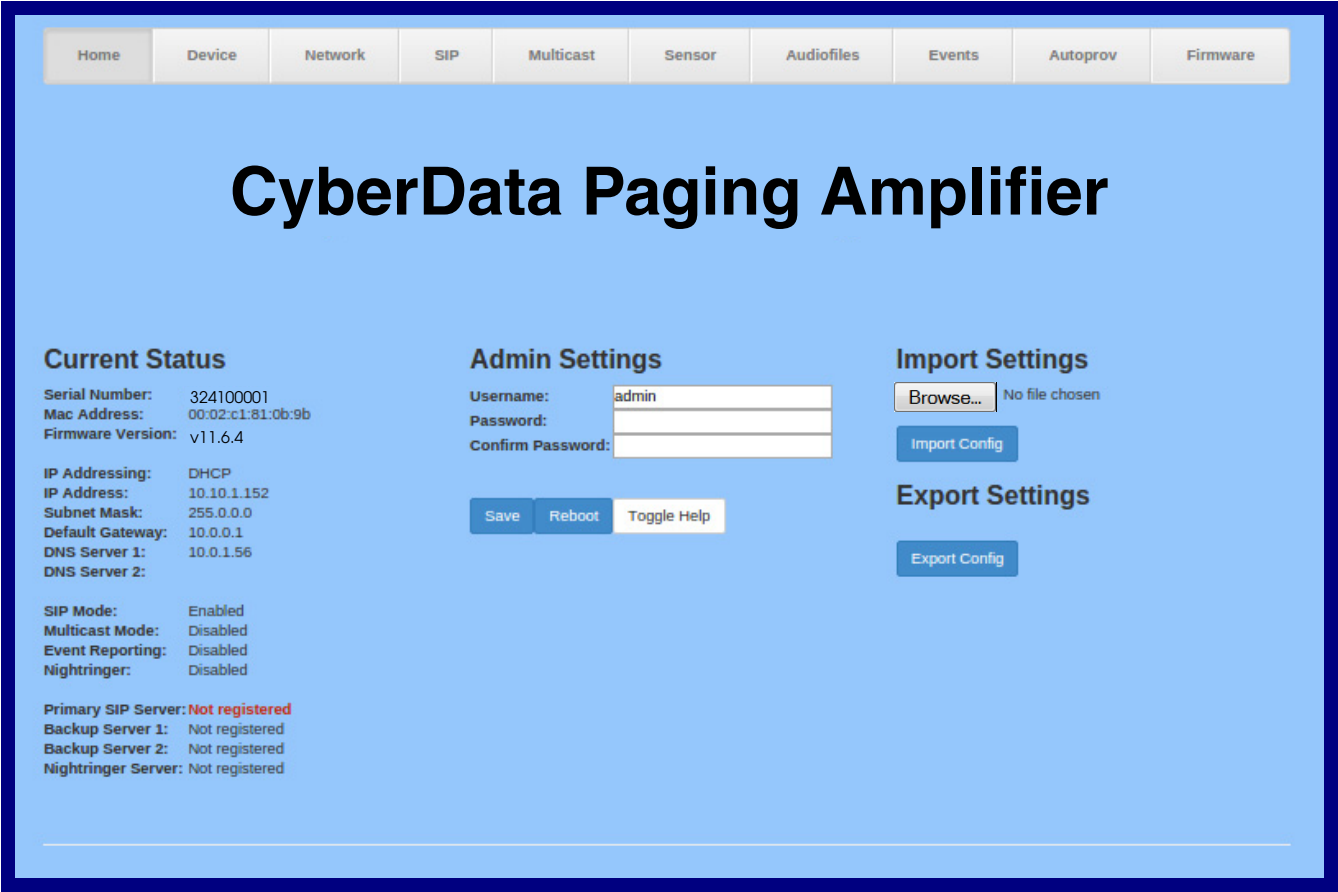 Home Device Network SIP Multicast Sensor Audiofiles Events Autoprov Firmware
CyberData Paging Amplifier
Current Status
Serial Number: 324100001
Mac Address: 00:02:c1:81:0b:9b
Firmware Version: v11.6.4
IP Addressing: DHCP
IP Address: 10.10.1.152
Subnet Mask: 255.0.0.0
Default Gateway: 10.0.0.1
DNS Server 1: 10.0.1.56
DNS Server 2:
SIP Mode: Enabled
Multicast Mode: Disabled
Event Reporting: Disabled
Nightringer: Disabled
Primary SIP Server: Not registered
Backup Server 1: Not registered
Backup Server 2: Not registered
Nightringer Server: Not registered
Admin Settings
Username: admin
Password:
Confirm Password:
Save Reboot Toggle Help
Import Settings
Browse... No file chosen
Import Config
Export Settings
Export Config